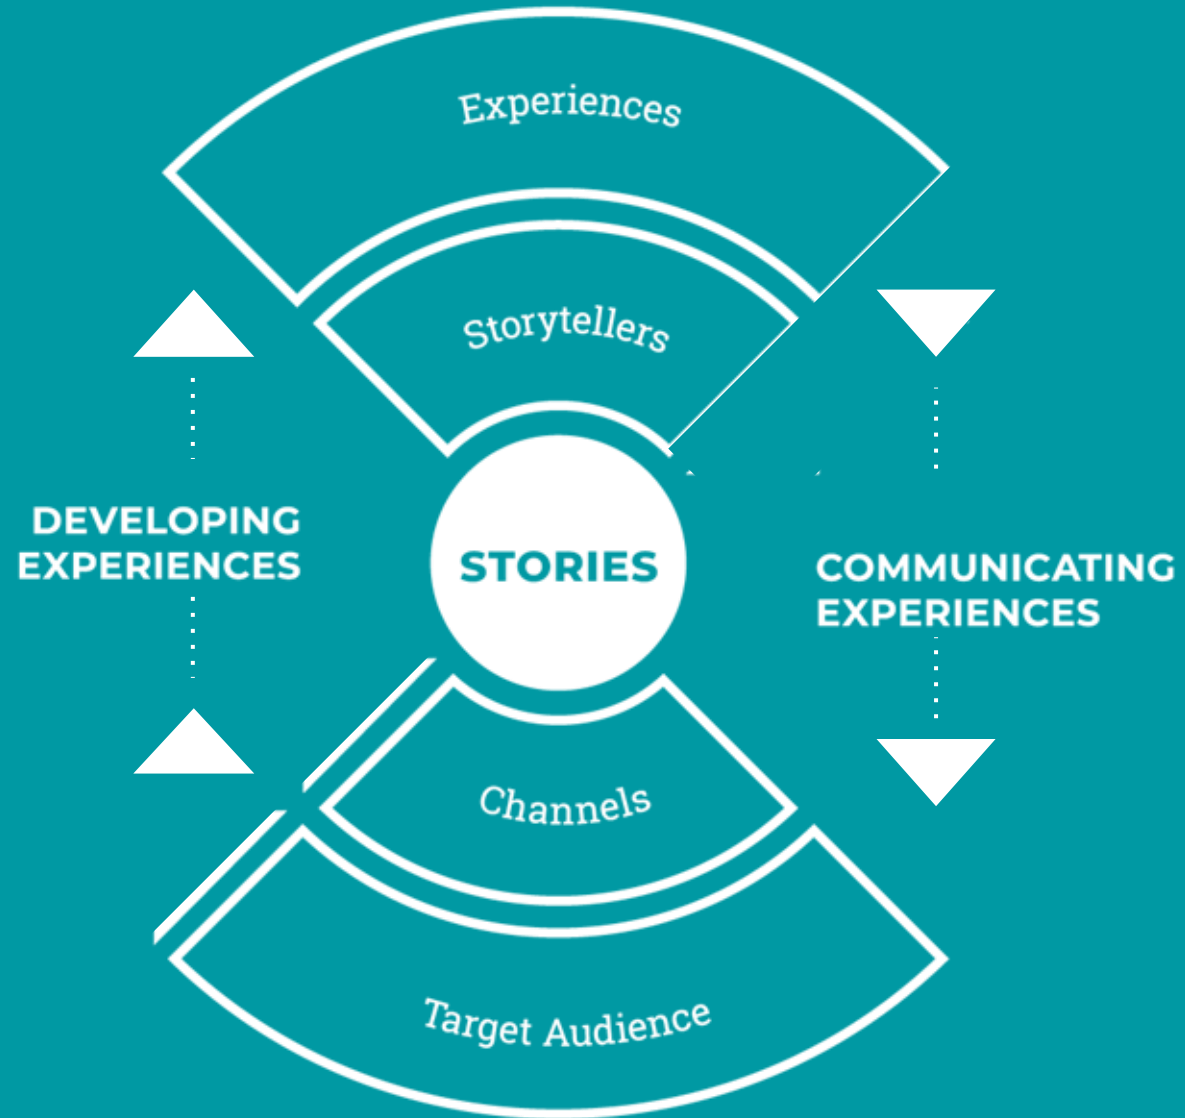 Experiences
Storytellers
DEVELOPING
EXPERIENCES
STORIES
COMMUNICATING
EXPERIENCES
Channels
Target Audience